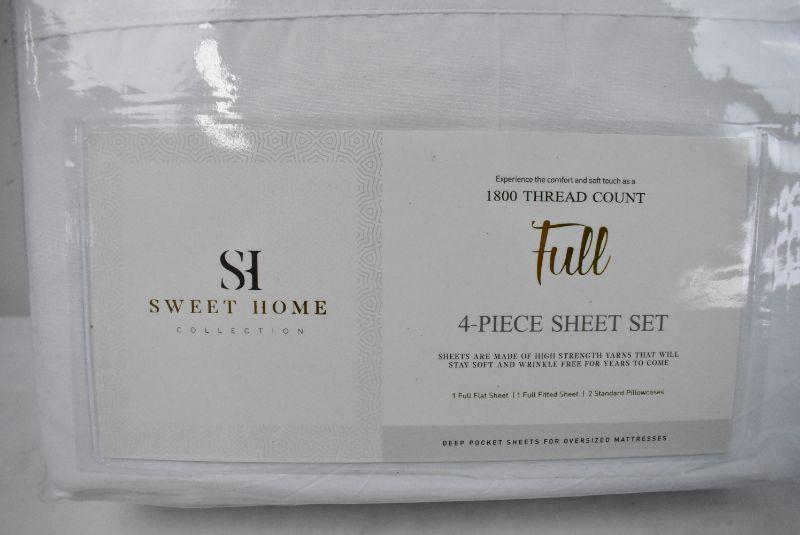 SH
SWEET HOME
COLLECTION
Experience the comfort and soft touch as a
1800 THREAD COUNT
Full
4-PIECE SHEET SET
SHEETS ARE MADE OF HIGH STRENGTH YARNS THAT WILL
STAY SOFT AND WRINKLE FREE FOR YEARS TO COME
1 Full Flat Sheet | 1 Full Fitted Sheet | 2 Standard Pillowcases
DEEP POCKET SHEETS FOR OVERSIZED MATTRESSES